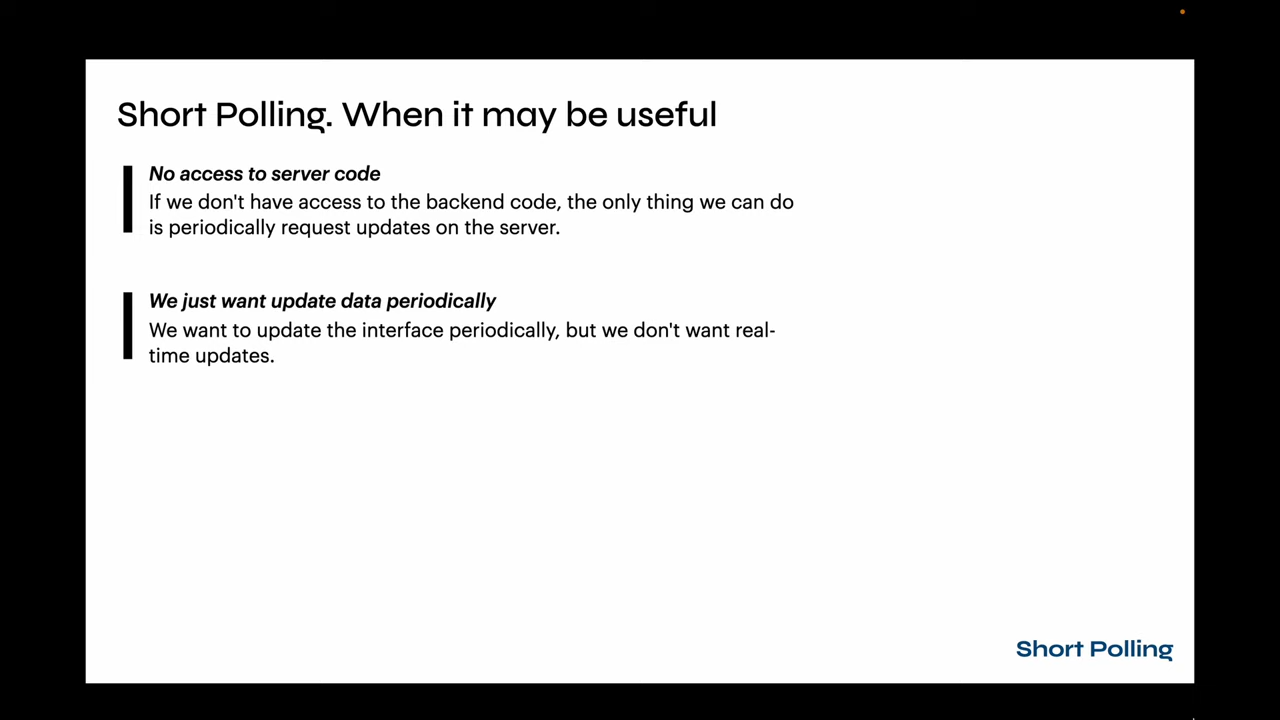 Short Polling. When it may be useful
No access to server code
If we don't have access to the backend code, the only thing we can do
is periodically request updates on the server.
We just want update data periodically
We want to update the interface periodically, but we don't want real-
time updates.
Short Polling